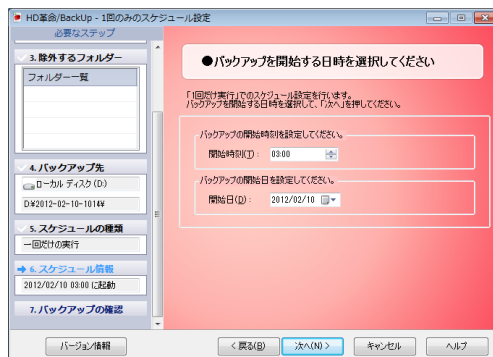 HD革命/BackUp - 1回のみのスケジュール設定
必要なステップ
3. 除外するフォルダー
フォルダー一覧
4. バックアップ先
ローカル ディスク (D:)
D:¥2012-02-10-1014¥
5. スケジュールの種類
一回だけの実行
6. スケジュール情報
2012/02/10 03:00 に起動
7. バックアップの確認
●バックアップを開始する日時を選択してください
「1回だけ実行」でのスケジュール設定を行います。
バックアップを開始する日時を選択して、「次へ」を押してください。
バックアップの開始時刻を設定してください。
開始時刻(T): 03:00
バックアップの開始日を設定してください。
開始日(D): 2012/02/10
バージョン情報
< 戻る(B) 次へ(N) > キャンセル ヘルプ